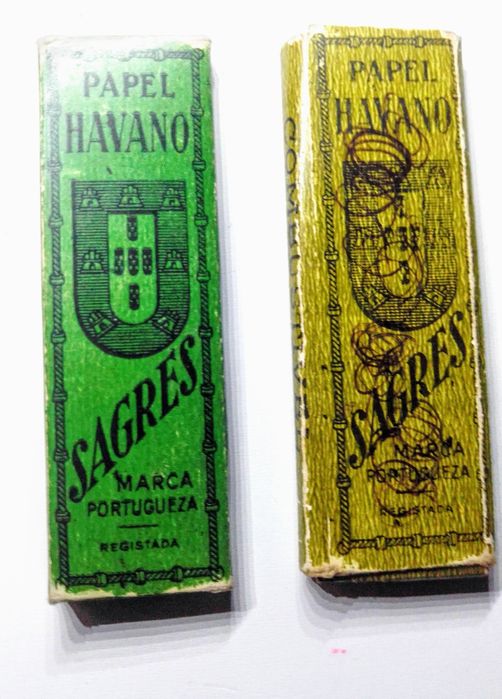 PAPEL
HAVANO
SAGRES
MARCA
PORTUGUEZA
REGISTADA
PAPEL
HAVANO
SAGRES
MARCA
PORTUGUEZA
REGISTADA